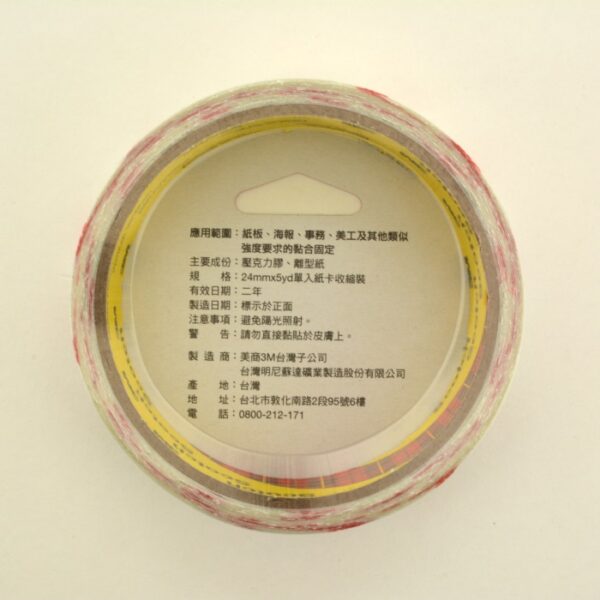 應用範圍：紙板、海報、事務、美工及其他類似
強度要求的黏合固定
主要成份：壓克力膠、離型紙
規　　格：24mmx5yd單入紙卡收縮裝
有效日期：二年
製造日期：標示於正面
注意事項：避免陽光照射。
警　　告：請勿直接黏貼於皮膚上。
製 造 商：美商3M台灣子公司
台灣明尼蘇達礦業製造股份有限公司
產　　地：台灣
地　　址：台北市敦化南路2段95號6樓
電　　話：0800-212-171